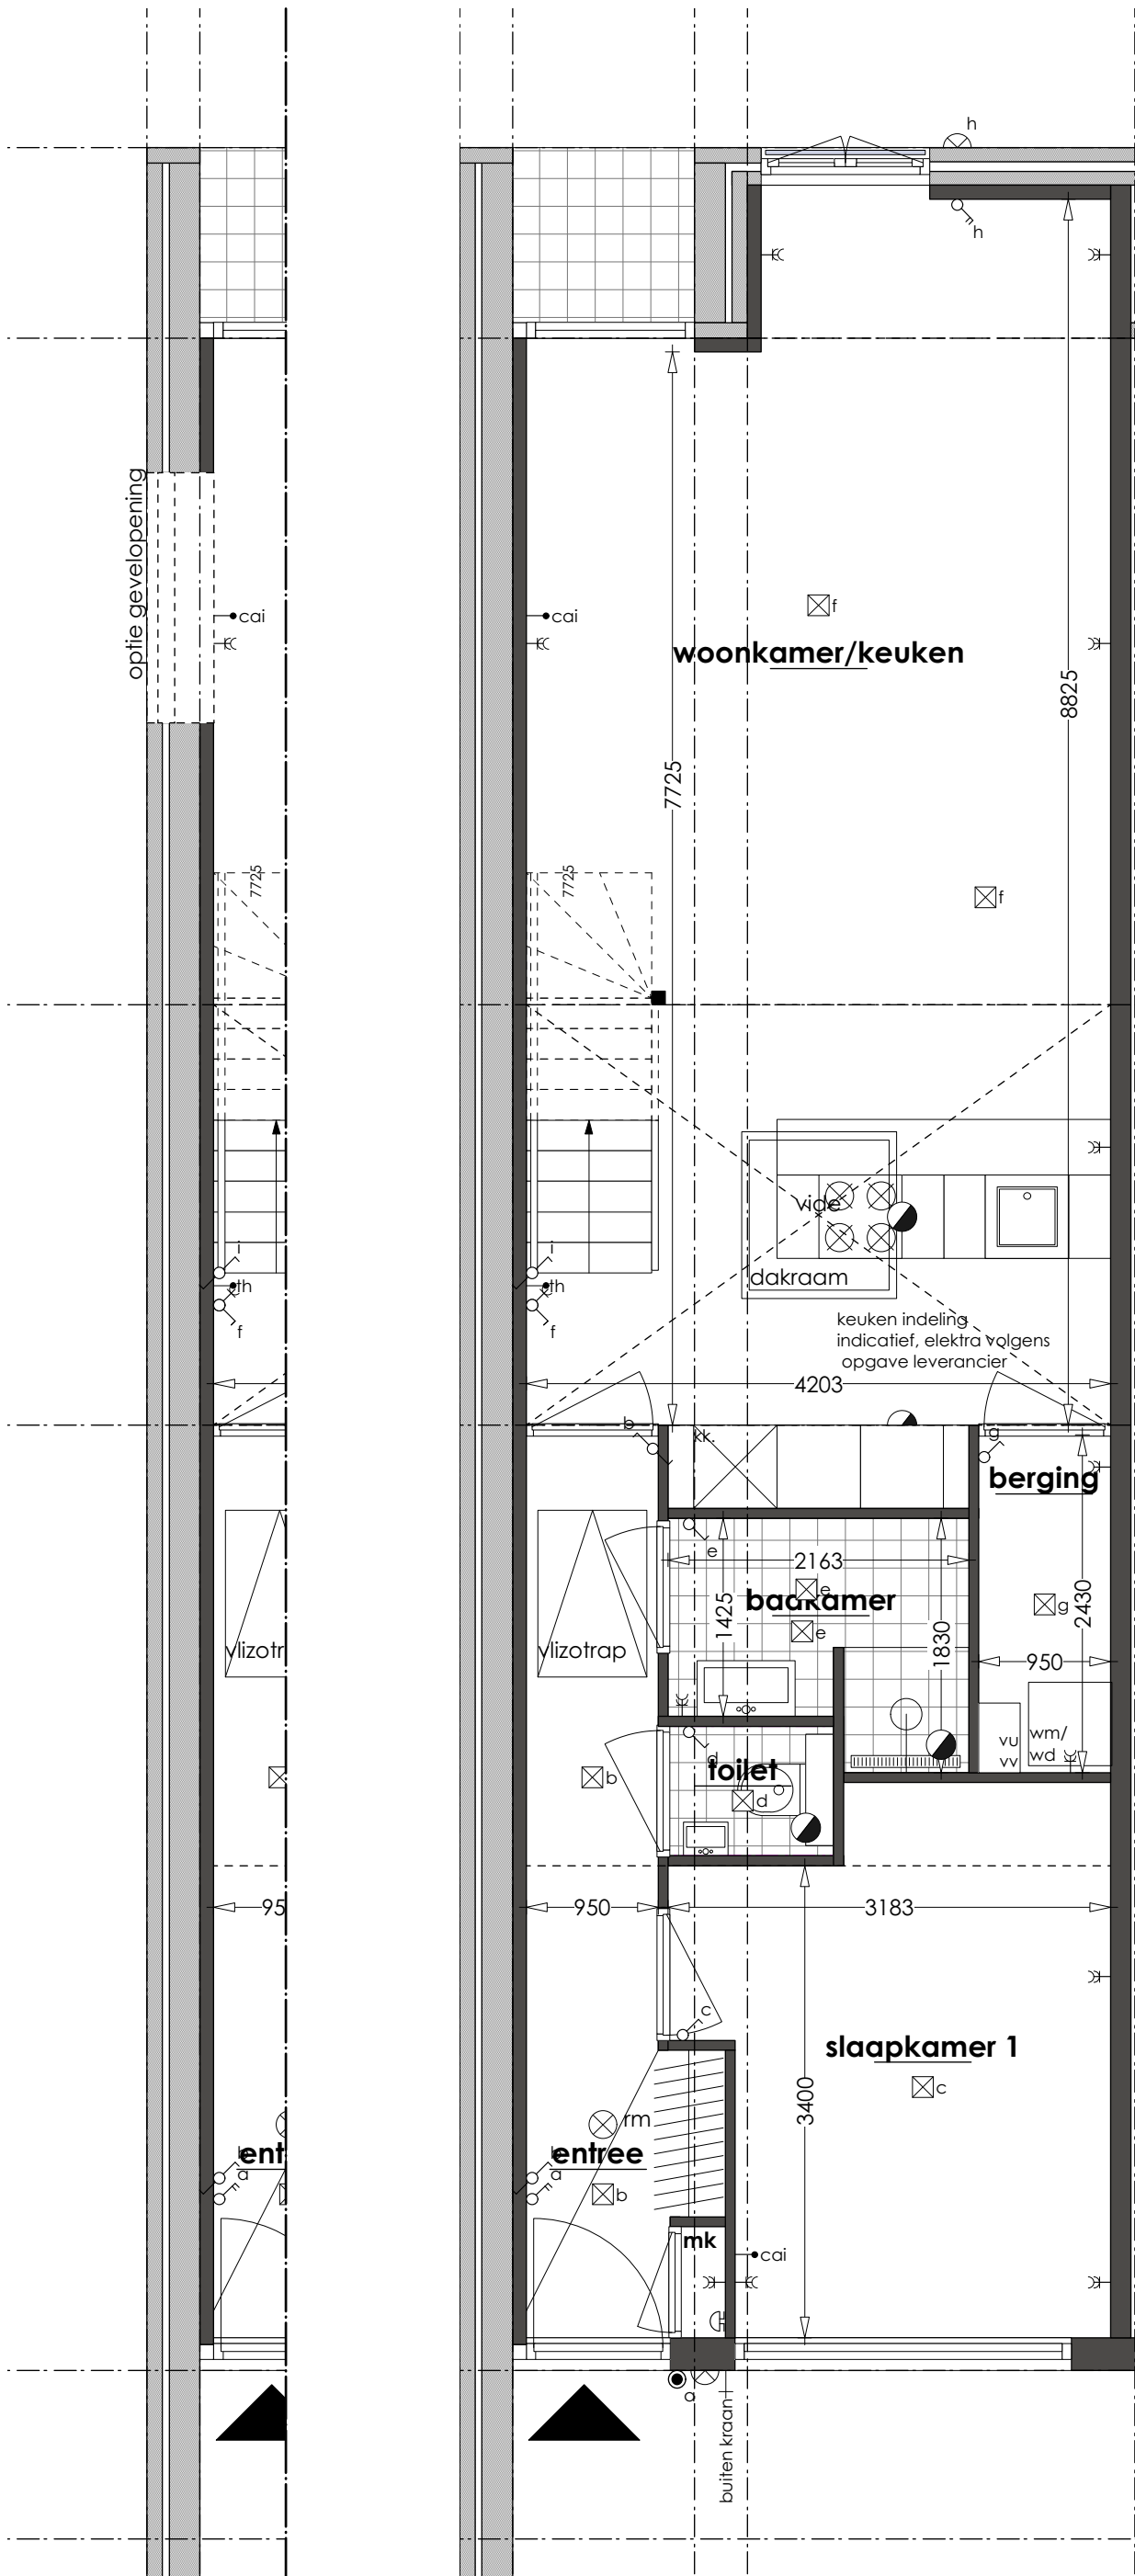 h
h
optie gevelopening
cai
cai
f
woonkamer/keuken
8825
7725
7725
7725
f
vide
dakraam
i
th
f
i
th
f
keuken indeling
indicatief, elektra volgens
opgave leverancier
4203
b
kk.
g
berging
e
2163
e
badkamer
1425
e
1830
g
2430
950
vlizotr
vlizotrap
vu
vv
wm/
wd
d
toilet
b
d
95
950
3183
c
slaapkamer 1
c
3400
rm
b
a
ent
b
a
entree
b
mk
cai
a
buiten kraan